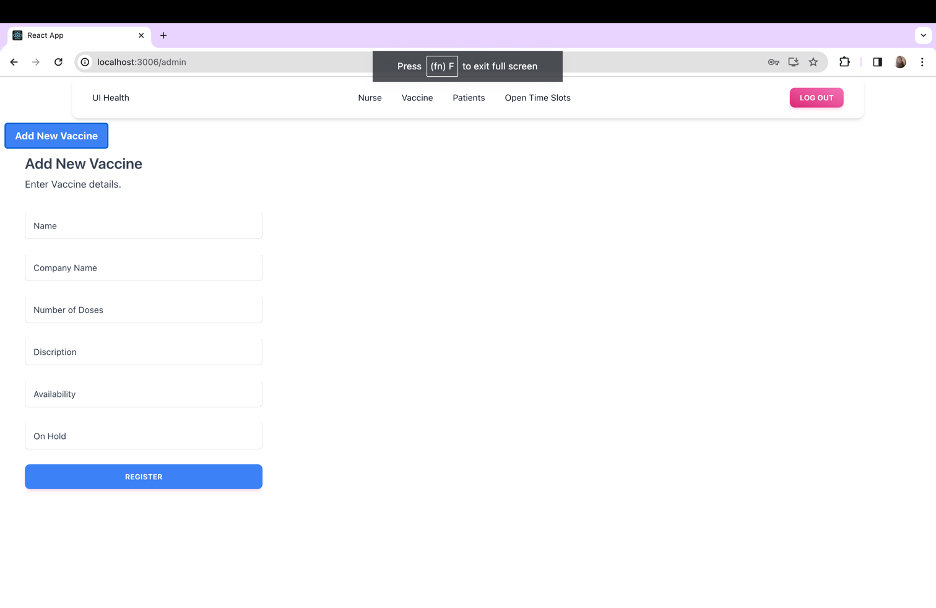 React App
localhost:3006/admin
Press (fn) F to exit full screen
UI Health Nurse Vaccine Patients Open Time Slots LOG OUT
Add New Vaccine
Add New Vaccine
Enter Vaccine details.
Name
Company Name
Number of Doses
Discription
Availability
On Hold
REGISTER